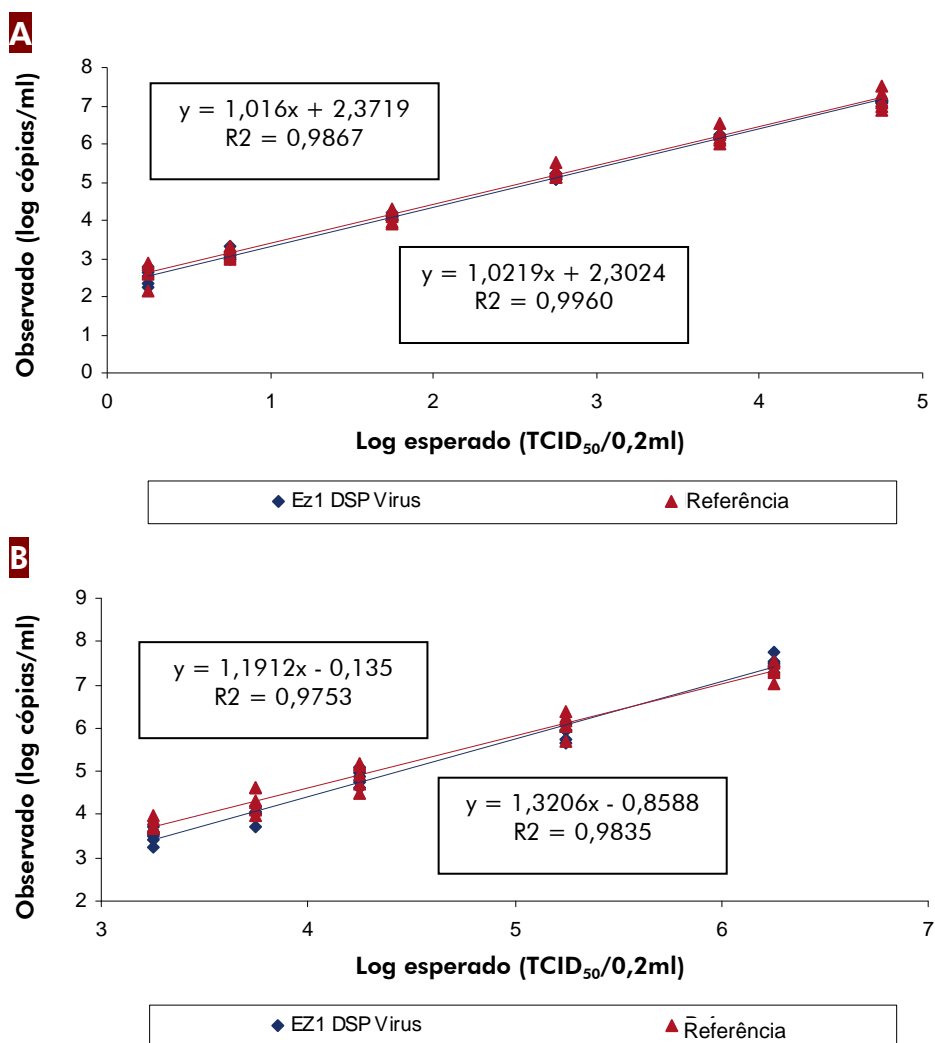 A
Observado (log cópias/ml)
8
7
6
5
4
3
2
1
0
y = 1,016x + 2,3719
R2 = 0,9867
y = 1,0219x + 2,3024
R2 = 0,9960
0 1 2 3 4 5
Log esperado (TCID50/0,2ml)
Ez1 DSP Virus Referência
B
Observado (log cópias/ml)
9
8
7
6
5
4
3
2
y = 1,1912x - 0,135
R2 = 0,9753
y = 1,3206x - 0,8588
R2 = 0,9835
3 4 5 6 7
Log esperado (TCID50/0,2ml)
EZ1 DSP Virus Referência